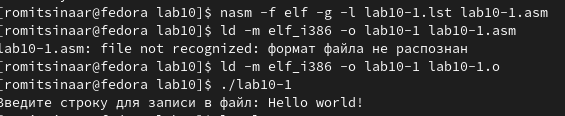 [romitsinaar@fedora lab10]$ nasm -f elf -g -l lab10-1.lst lab10-1.asm
[romitsinaar@fedora lab10]$ ld -m elf_i386 -o lab10-1 lab10-1.asm
lab10-1.asm: file not recognized: формат файла не распознан
[romitsinaar@fedora lab10]$ ld -m elf_i386 -o lab10-1 lab10-1.o
[romitsinaar@fedora lab10]$ ./lab10-1
Введите строку для записи в файл: Hello world!